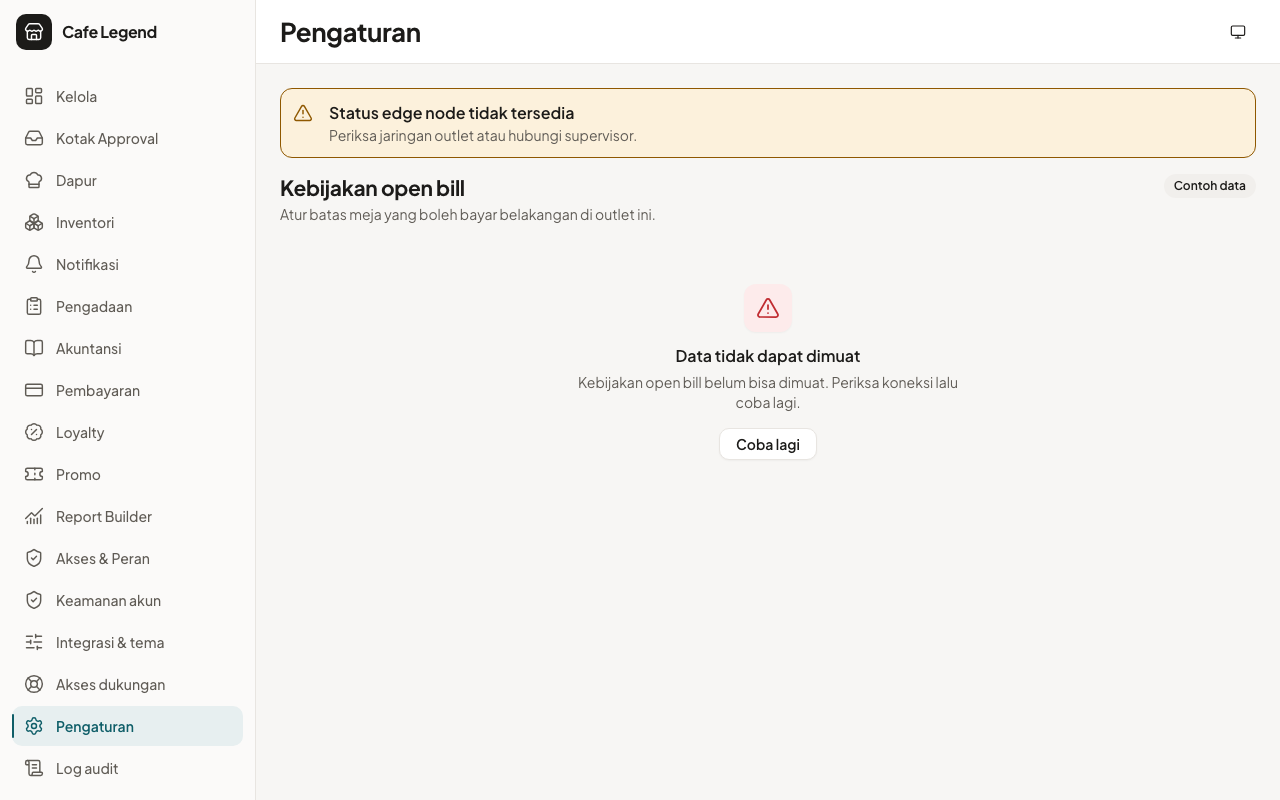 Cafe Legend
Kelola
Kotak Approval
Dapur
Inventori
Notifikasi
Pengadaan
Akuntansi
Pembayaran
Loyalty
Promo
Report Builder
Akses & Peran
Keamanan akun
Integrasi & tema
Akses dukungan
Pengaturan
Log audit
Pengaturan
Status edge node tidak tersedia
Periksa jaringan outlet atau hubungi supervisor.
Kebijakan open bill
Contoh data
Atur batas meja yang boleh bayar belakangan di outlet ini.
Data tidak dapat dimuat
Kebijakan open bill belum bisa dimuat. Periksa koneksi lalu
coba lagi.
Coba lagi